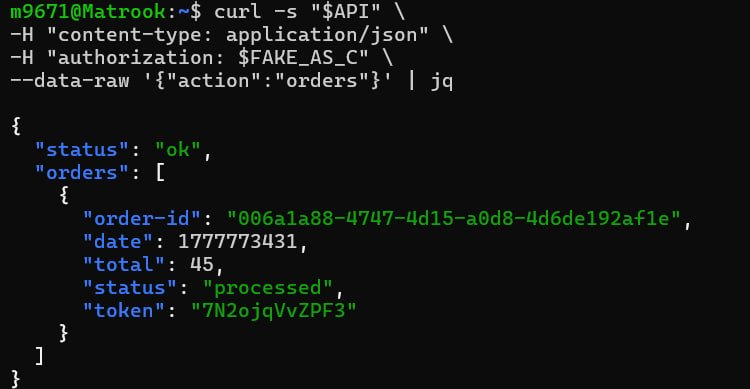 m9671@Matrook:~$ curl -s "$API" \
-H "content-type: application/json" \
-H "authorization: $FAKE_AS_C" \
--data-raw '{"action":"orders"}' | jq

{
  "status": "ok",
  "orders": [
    {
      "order-id": "006a1a88-4747-4d15-a0d8-4d6de192af1e",
      "date": 1777773431,
      "total": 45,
      "status": "processed",
      "token": "7N2ojqVvZPF3"
    }
  ]
}